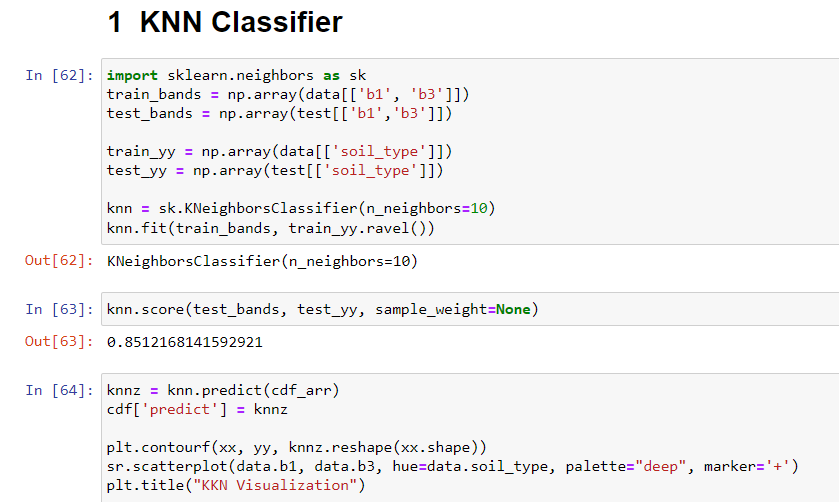 1 KNN Classifier
In [62]: import sklearn.neighbors as sk
train_bands = np.array(data[['b1', 'b3']])
test_bands = np.array(test[['b1','b3']])
train_yy = np.array(data[['soil_type']])
test_yy = np.array(test[['soil_type']])
knn = sk.KNeighborsClassifier(n_neighbors=10)
knn.fit(train_bands, train_yy.ravel())
Out[62]: KNeighborsClassifier(n_neighbors=10)
In [63]: knn.score(test_bands, test_yy, sample_weight=None)
Out[63]: 0.8512168141592921
In [64]: knnz = knn.predict(cdf_arr)
cdf['predict'] = knnz
plt.contourf(xx, yy, knnz.reshape(xx.shape))
sr.scatterplot(data.b1, data.b3, hue=data.soil_type, palette="deep", marker='+')
plt.title("KKN Visualization")